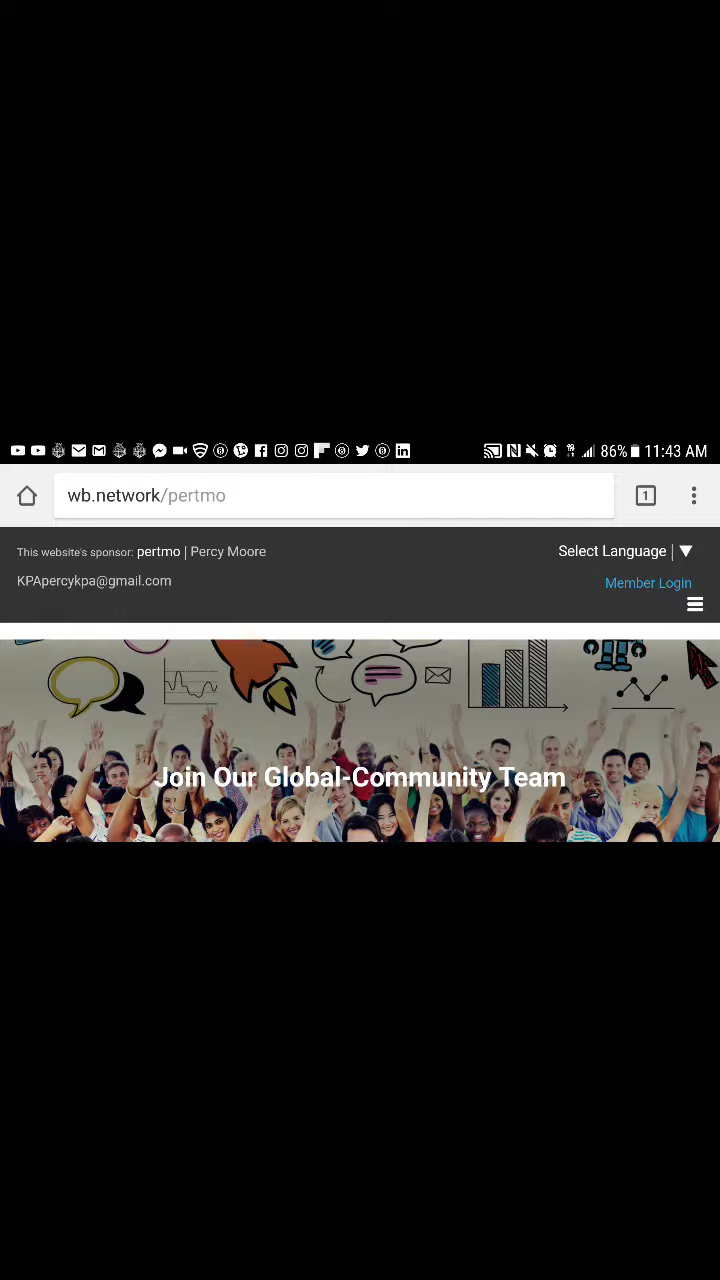 86% 11:43 AM
wb.network/pertmo
1
This website's sponsor: pertmo | Percy Moore
Select Language | ▼
KPApercykpa@gmail.com
Member Login
Join Our Global-Community Team